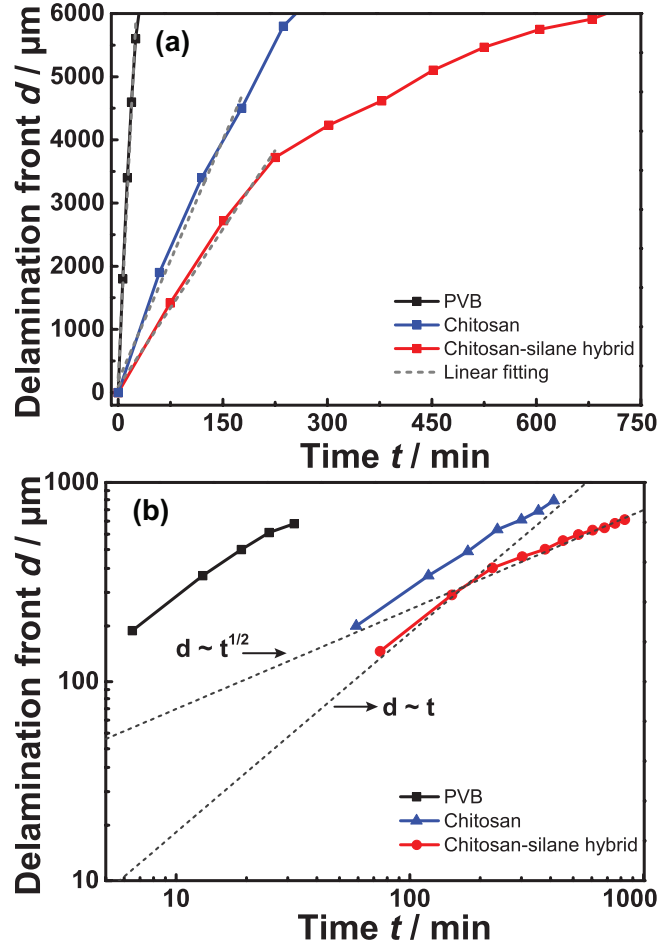 (a)
Delamination front d / µm
6000
5000
4000
3000
2000
1000
0
PVB
Chitosan
Chitosan-silane hybrid
Linear fitting
0 150 300 450 600 750
Time t / min
(b)
Delamination front d / µm
1000
100
10
d ~ t^1/2
d ~ t
PVB
Chitosan
Chitosan-silane hybrid
10 100 1000
Time t / min